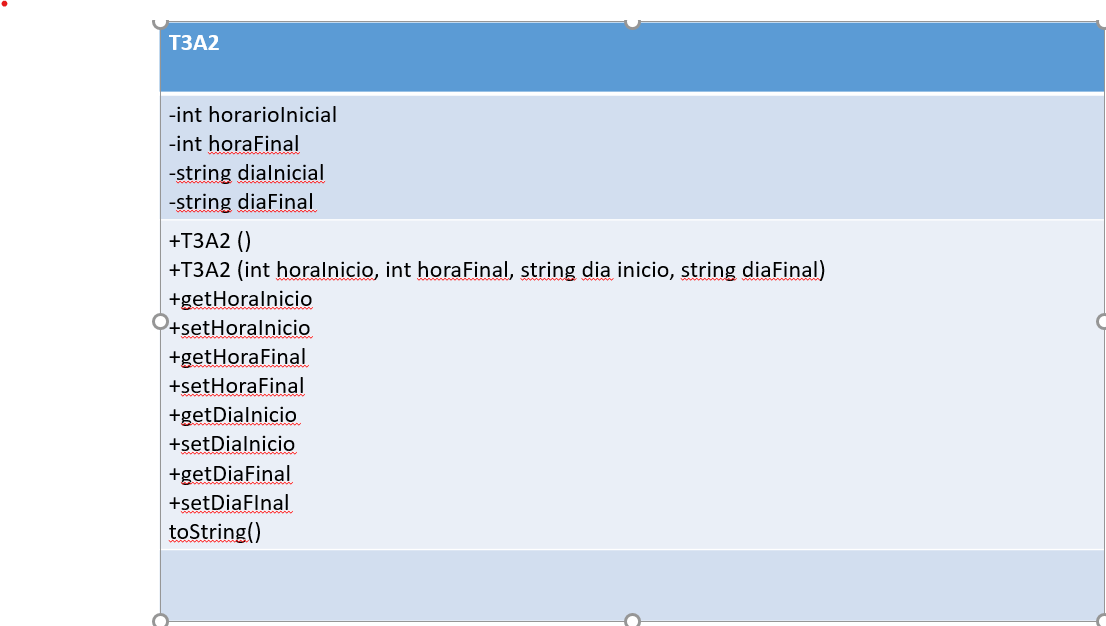 T3A2
-int horarioInicial
-int horaFinal
-string diaInicial
-string diaFinal
+T3A2 ()
+T3A2 (int horaInicio, int horaFinal, string dia inicio, string diaFinal)
+getHoraInicio
+setHoraInicio
+getHoraFinal
+setHoraFinal
+getDiaInicio
+setDiaInicio
+getDiaFinal
+setDiaFInal
toString()